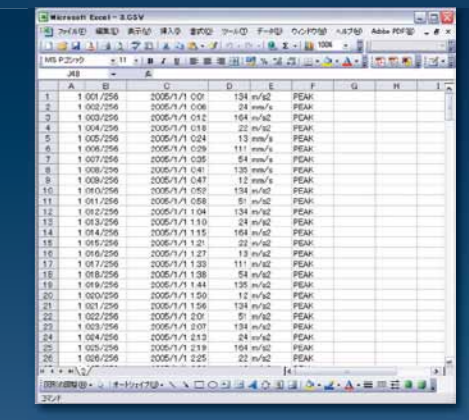 Microsoft Excel - 3.CSV
ファイル(F) 編集(E) 表示(V) 挿入(I) 書式(O) ツール(T) データ(D) ウィンドウ(W) ヘルプ(H) Adobe PDF(B)
MS Pゴシック 11 B I U
J48
A B C D E F G H I
1 1 001/256 2005/1/1 0:01 134 m/s2 PEAK
2 1 002/256 2005/1/1 0:06 24 mm/s PEAK
3 1 003/256 2005/1/1 0:12 164 m/s2 PEAK
4 1 004/256 2005/1/1 0:18 22 m/s2 PEAK
5 1 005/256 2005/1/1 0:24 13 mm/s PEAK
6 1 006/256 2005/1/1 0:29 111 mm/s PEAK
7 1 007/256 2005/1/1 0:35 54 mm/s PEAK
8 1 008/256 2005/1/1 0:41 135 mm/s PEAK
9 1 009/256 2005/1/1 0:47 12 mm/s PEAK
10 1 010/256 2005/1/1 0:52 134 m/s2 PEAK
11 1 011/256 2005/1/1 0:58 51 m/s2 PEAK
12 1 012/256 2005/1/1 1:04 134 m/s2 PEAK
13 1 013/256 2005/1/1 1:10 24 m/s2 PEAK
14 1 014/256 2005/1/1 1:15 164 m/s2 PEAK
15 1 015/256 2005/1/1 1:21 22 m/s2 PEAK
16 1 016/256 2005/1/1 1:27 13 m/s2 PEAK
17 1 017/256 2005/1/1 1:33 111 m/s2 PEAK
18 1 018/256 2005/1/1 1:38 54 m/s2 PEAK
19 1 019/256 2005/1/1 1:44 135 m/s2 PEAK
20 1 020/256 2005/1/1 1:50 12 m/s2 PEAK
21 1 021/256 2005/1/1 1:56 134 m/s2 PEAK
22 1 022/256 2005/1/1 2:01 51 m/s2 PEAK
23 1 023/256 2005/1/1 2:07 134 m/s2 PEAK
24 1 024/256 2005/1/1 2:13 24 m/s2 PEAK
25 1 025/256 2005/1/1 2:19 164 m/s2 PEAK
26 1 026/256 2005/1/1 2:25 22 m/s2 PEAK
図形の調整(R) オートシェイプ(U)
コマンド